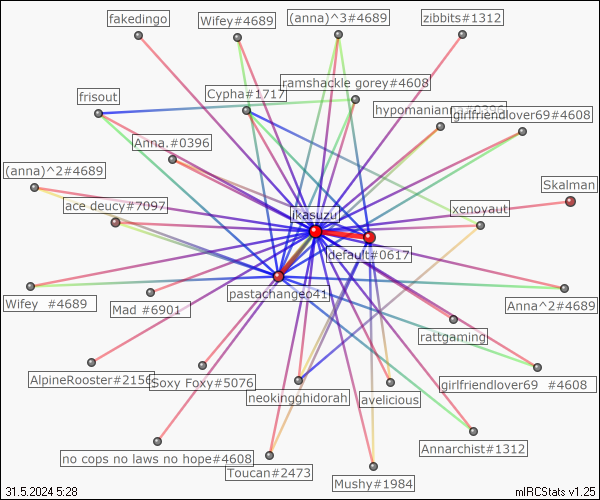 fakedingo
Wifey#4689
(anna)^3#4689
zibbits#1312
ramshackle gorey#4608
frisout
Cypha#1717
girlfriendlover69#4608
Anna.#0396
(anna)^2#4689
Skalman
ace deucy#7097
xenoyaut
ikasuzu
default#0617
pastachangeo41
Wifey  #4689
Mad #6901
Anna^2#4689
rattgaming
AlpineRooster#2156
Soxy Foxy#5076
girlfriendlover69  #4608
neokingghidorah
avelicious
Annarchist#1312
no cops no laws no hope#4608
Toucan#2473
Mushy#1984
31.5.2024 5:28
mIRCStats v1.25